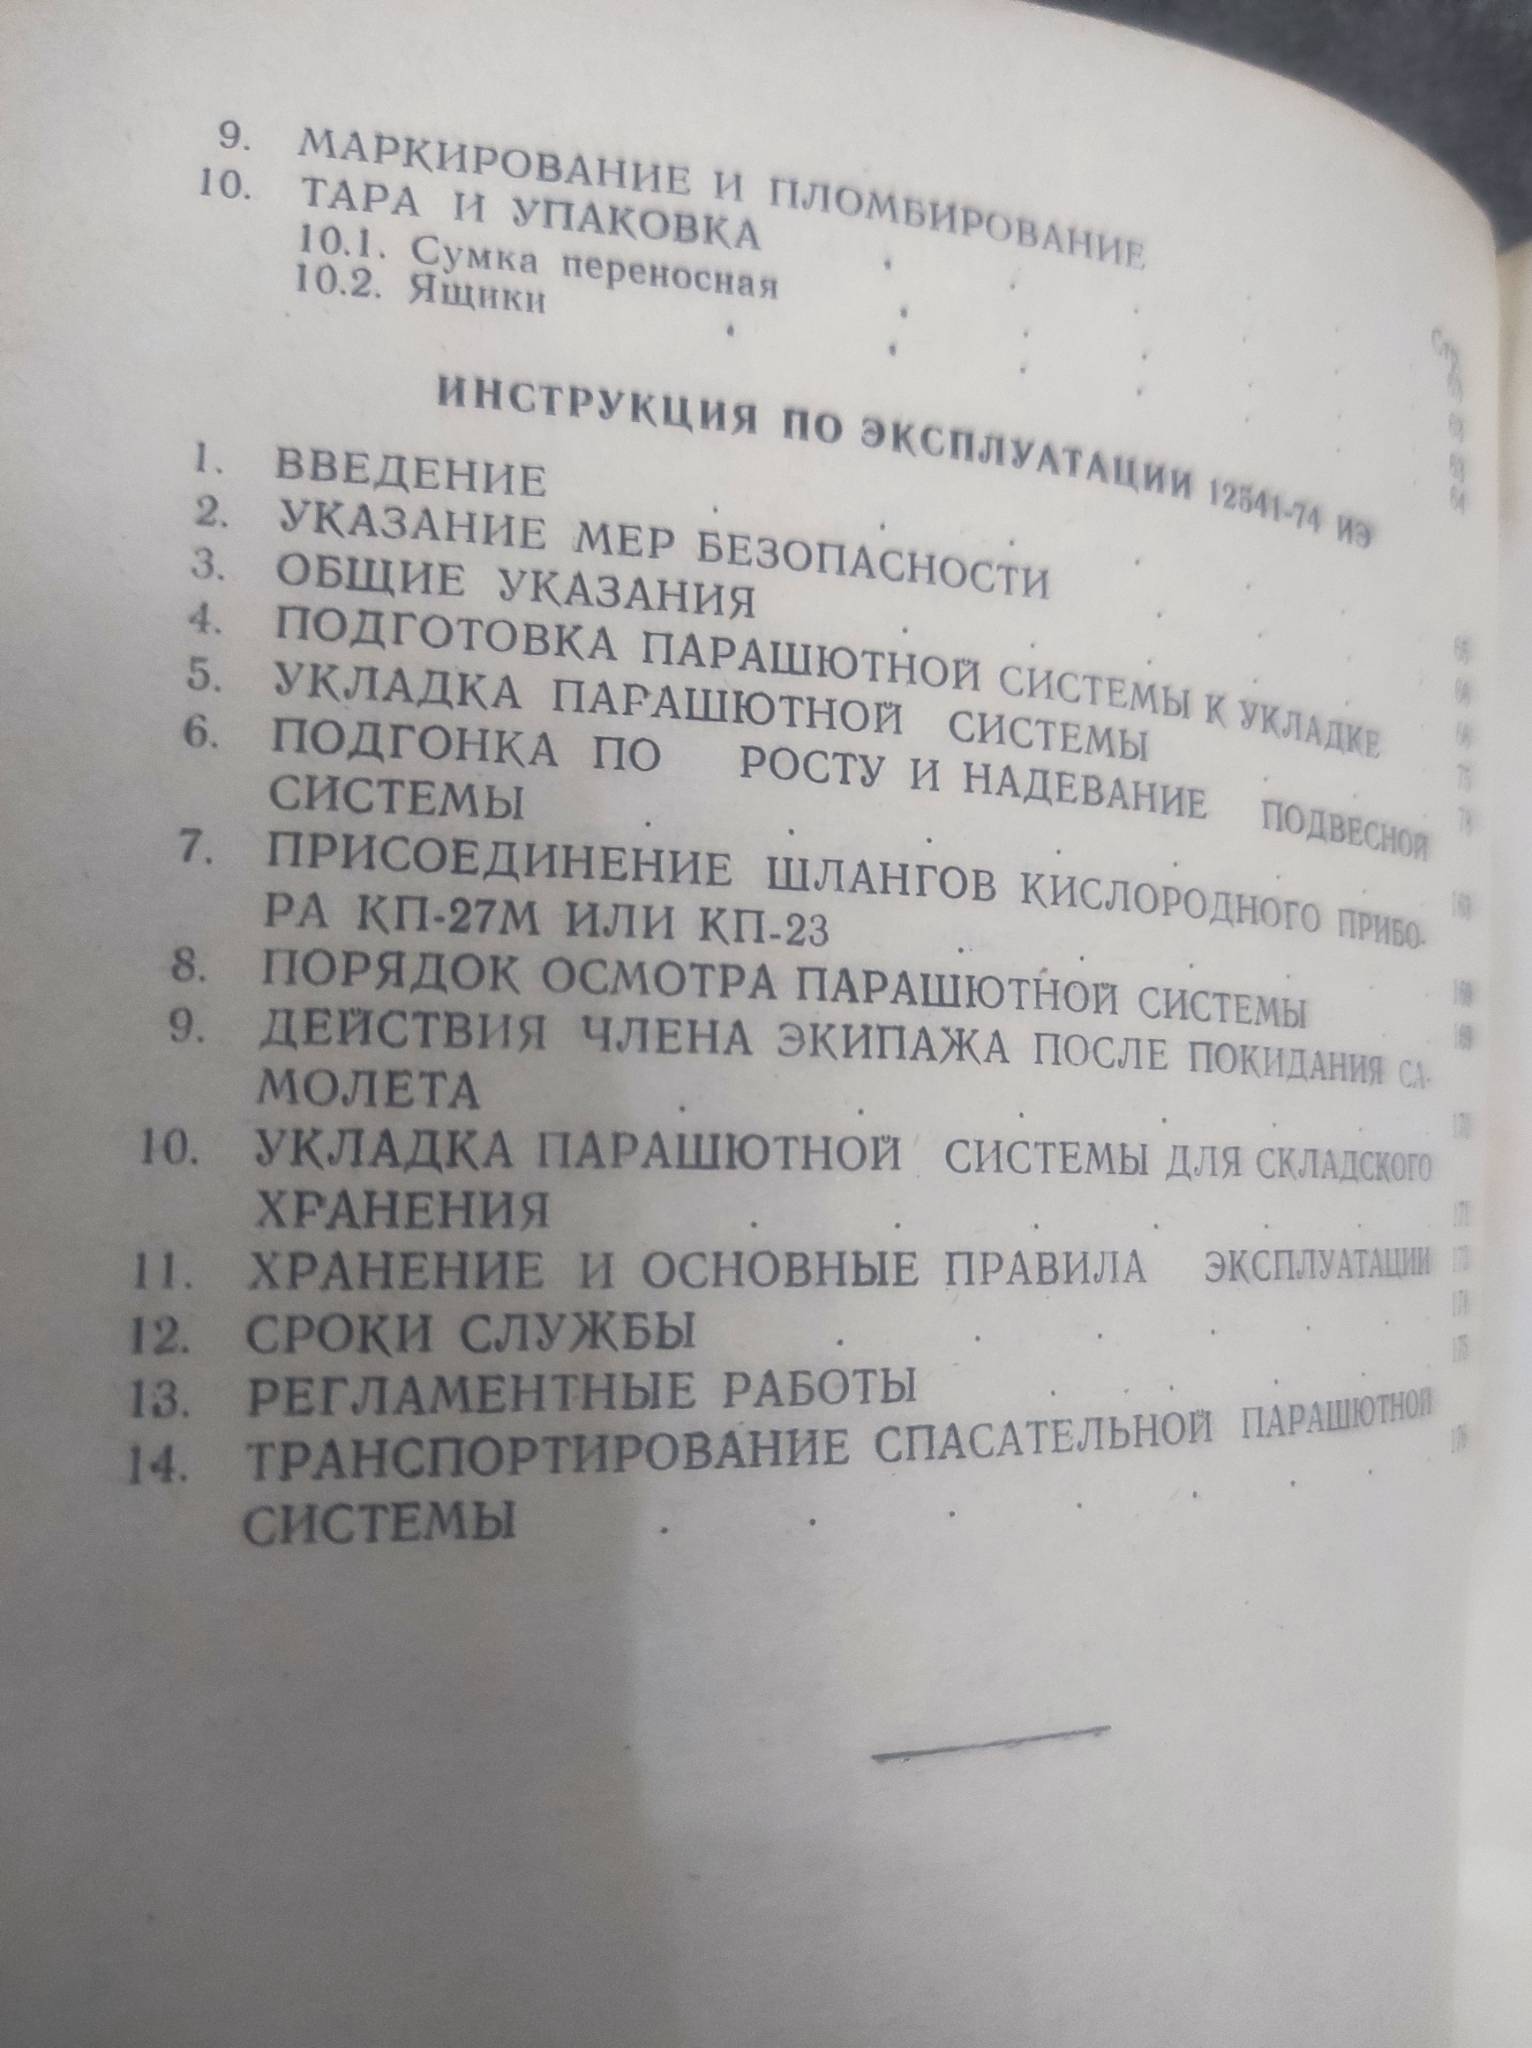 9. МАРКИРОВАНИЕ И ПЛОМБИРОВАНИЕ
10. ТАРА И УПАКОВКА
10.1. Сумка переносная
10.2. Ящики
ИНСТРУКЦИЯ ПО ЭКСПЛУАТАЦИИ 12541-74 ИЭ
1. ВВЕДЕНИЕ
2. УКАЗАНИЕ МЕР БЕЗОПАСНОСТИ
3. ОБЩИЕ УКАЗАНИЯ
4. ПОДГОТОВКА ПАРАШЮТНОЙ СИСТЕМЫ К УКЛАДКЕ
5. УКЛАДКА ПАРАШЮТНОЙ СИСТЕМЫ
6. ПОДГОНКА ПО РОСТУ И НАДЕВАНИЕ ПОДВЕСНОЙ
СИСТЕМЫ
7. ПРИСОЕДИНЕНИЕ ШЛАНГОВ КИСЛОРОДНОГО ПРИБО-
РА КП-27М ИЛИ КП-23
8. ПОРЯДОК ОСМОТРА ПАРАШЮТНОЙ СИСТЕМЫ
9. ДЕЙСТВИЯ ЧЛЕНА ЭКИПАЖА ПОСЛЕ ПОКИДАНИЯ СА-
МОЛЕТА
10. УКЛАДКА ПАРАШЮТНОЙ СИСТЕМЫ ДЛЯ СКЛАДСКОГО
ХРАНЕНИЯ
11. ХРАНЕНИЕ И ОСНОВНЫЕ ПРАВИЛА ЭКСПЛУАТАЦИИ
12. СРОКИ СЛУЖБЫ
13. РЕГЛАМЕНТНЫЕ РАБОТЫ
14. ТРАНСПОРТИРОВАНИЕ СПАСАТЕЛЬНОЙ ПАРАШЮТНОЙ
СИСТЕМЫ